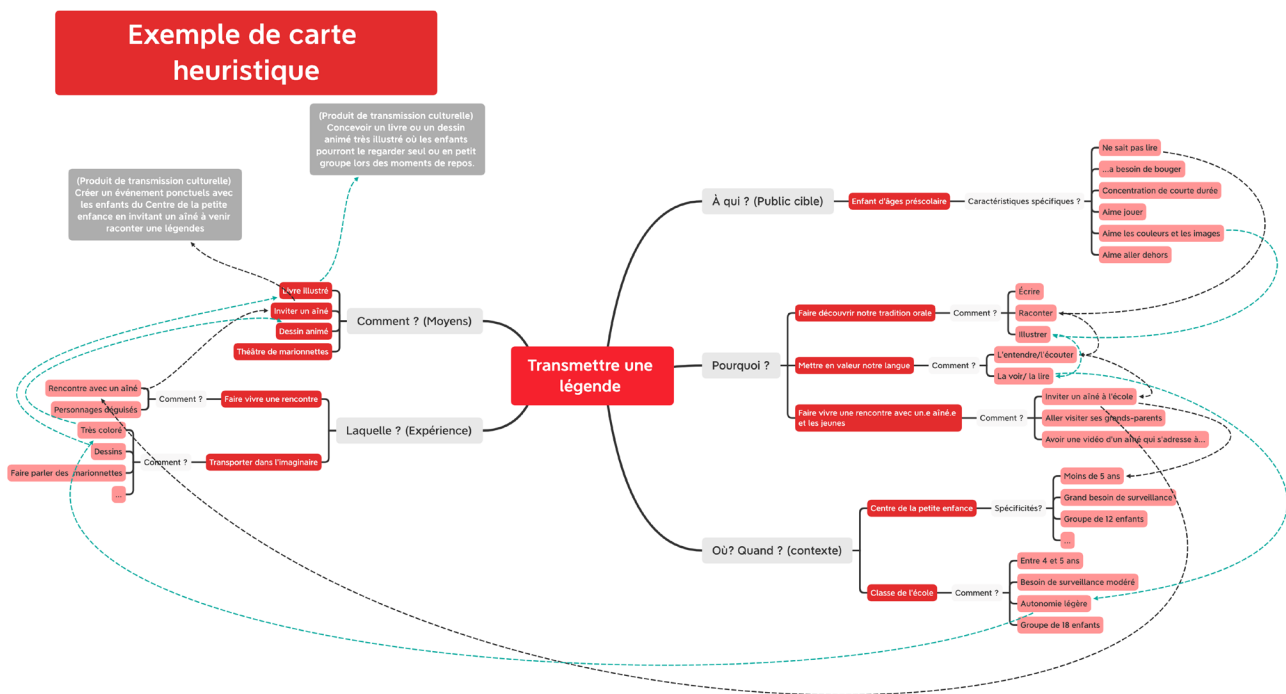 Exemple de carte
heuristique
(Produit de transmission culturelle)
Concevoir un livre ou un dessin
animé très illustré où les enfants
pourront le regarder seul ou en petit
groupe lors des moments de repos.
(Produit de transmission culturelle)
Créer un événement ponctuels avec
les enfants du Centre de la petite
enfance en invitant un aîné à venir
raconter une légendes
Livre illustré
Inviter un aîné
Dessin animé
Théâtre de marionnettes
Comment ? (Moyens)
Rencontre avec un aîné
Personnages déguisés
Comment ?
Faire vivre une rencontre
Laquelle ? (Expérience)
Très coloré
Dessins
Faire parler des marionnettes
...
Comment ?
Transporter dans l'imaginaire
Transmettre une
légende
À qui ? (Public cible)
Enfant d'âges préscolaire
Caractéristiques spécifiques ?
Ne sait pas lire
...a besoin de bouger
Concentration de courte durée
Aime jouer
Aime les couleurs et les images
Aime aller dehors
Pourquoi ?
Faire découvrir notre tradition orale
Comment ?
Écrire
Raconter
Illustrer
Mettre en valeur notre langue
Comment ?
L'entendre/l'écouter
La voir/ la lire
Faire vivre une rencontre avec un.e aîné.e
et les jeunes
Comment ?
Inviter un aîné à l'école
Aller visiter ses grands-parents
Avoir une vidéo d'un aîné qui s'adresse à...
Où? Quand ? (contexte)
Centre de la petite enfance
Spécificités?
Moins de 5 ans
Grand besoin de surveillance
Groupe de 12 enfants
...
Classe de l'école
Comment ?
Entre 4 et 5 ans
Besoin de surveillance modéré
Autonomie légère
Groupe de 18 enfants